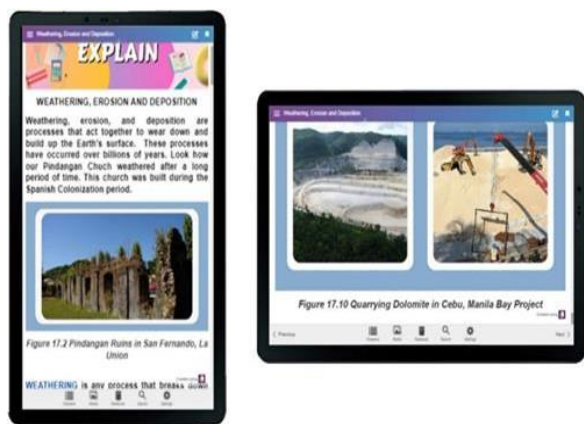 Weathering, Erosion and Deposition
EXPLAIN
WEATHERING, EROSION AND DEPOSITION
Weathering, erosion, and deposition are
processes that act together to wear down and
build up the Earth's surface. These processes
have occurred over billions of years. Look how
our Pindangan Chuch weathered after a long
period of time. This church was built during the
Spanish Colonization period.
Figure 17.2 Pindangan Ruins in San Fernando, La
Union
WEATHERING is any process that breaks down
Search
Settings
Weathering, Erosion and Deposition
Figure 17.10 Quarrying Dolomite in Cebu, Manila Bay
Project
Previous
Search
Settings
Next